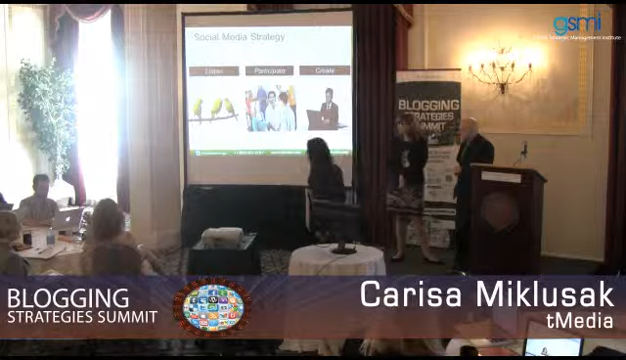 gsmi
Social Media Strategy
Listen
Participate
Create
BLOGGING
STRATEGIES
SUMMIT
BLOGGING
STRATEGIES SUMMIT
Carisa Miklusak
tMedia